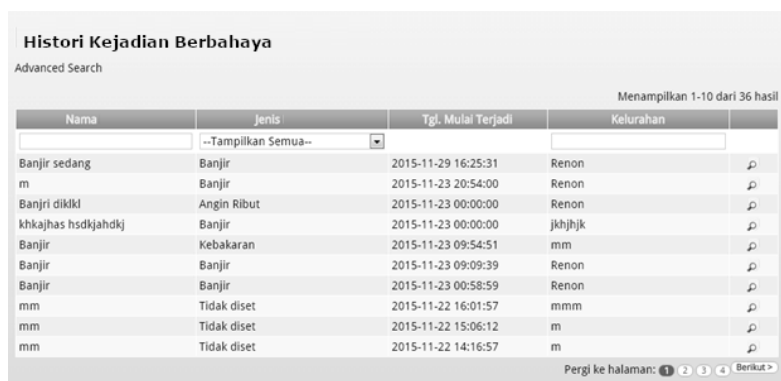 Histori Kejadian Berbahaya
Advanced Search
Menampilkan 1-10 dari 36 hasil
Nama Jenis Tgl. Mulai Terjadi Kelurahan
--Tampilkan Semua--
Banjir sedang Banjir 2015-11-29 16:25:31 Renon
m Banjir 2015-11-23 20:54:00 Renon
Banjri diklkl Angin Ribut 2015-11-23 00:00:00 Renon
khkajhas hsdkjahdkj Banjir 2015-11-23 00:00:00 jkhjhjk
Banjir Kebakaran 2015-11-23 09:54:51 mm
Banjir Banjir 2015-11-23 09:09:39 Renon
Banjir Banjir 2015-11-23 00:58:59 Renon
mm Tidak diset 2015-11-22 16:01:57 mmm
mm Tidak diset 2015-11-22 15:06:12 m
mm Tidak diset 2015-11-22 14:16:57 m
Pergi ke halaman: 1 2 3 4 Berikut >